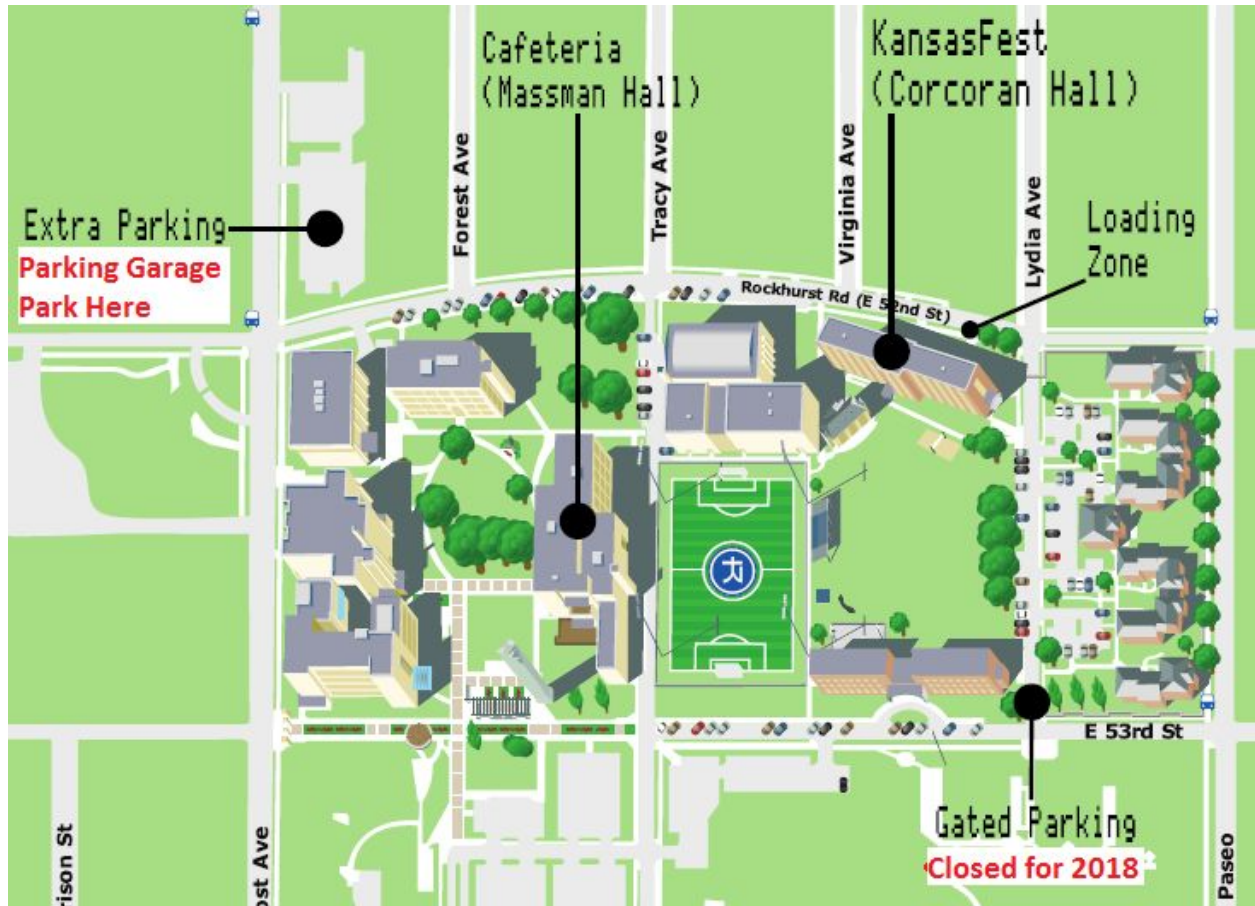 Cafeteria
(Massman Hall)
KansasFest
(Corcoran Hall)
Extra Parking
Parking Garage
Park Here
Forest Ave
Tracy Ave
Virginia Ave
Lydia Ave
Loading
Zone
Rockhurst Rd (E 52nd St)
R
E 53rd St
Gated Parking
Closed for 2018
rison St
ost Ave
Paseo